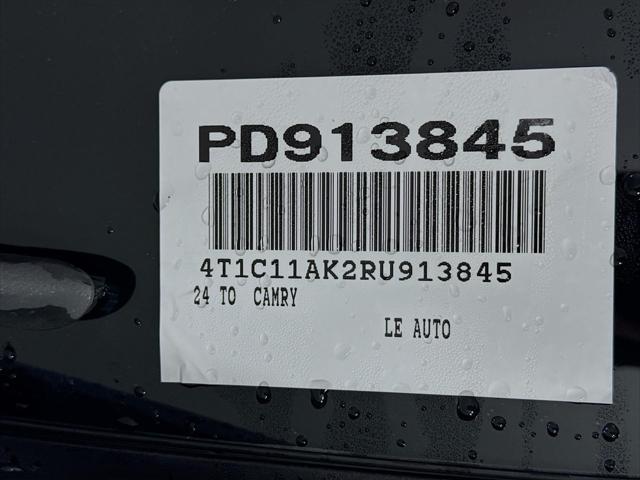 PD913845
4T1C11AK2RU913845
24 TO CAMRY
LE AUTO